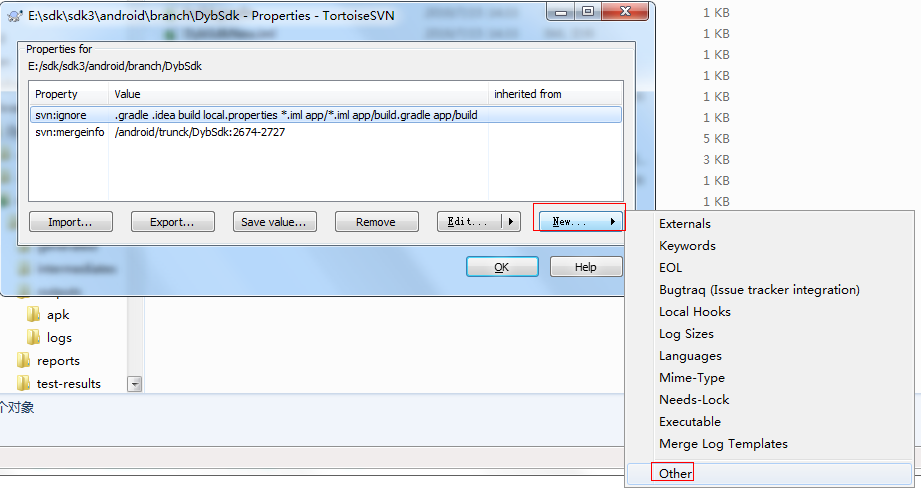 E:\sdk\sdk3\android\branch\DybSdk - Properties - TortoiseSVN
Properties for
E:/sdk/sdk3/android/branch/DybSdk
Property Value inherited from
svn:ignore .gradle .idea build local.properties *.iml app/*.iml app/build.gradle app/build
svn:mergeinfo /android/trunck/DybSdk:2674-2727
Import... Export... Save value... Remove Edit... New...
OK Help
1 KB
1 KB
1 KB
1 KB
1 KB
1 KB
5 KB
3 KB
1 KB
1 KB
Externals
Keywords
EOL
Bugtraq (Issue tracker integration)
Local Hooks
Log Sizes
Languages
Mime-Type
Needs-Lock
Executable
Merge Log Templates
Other
apk
logs
reports
test-results
个对象